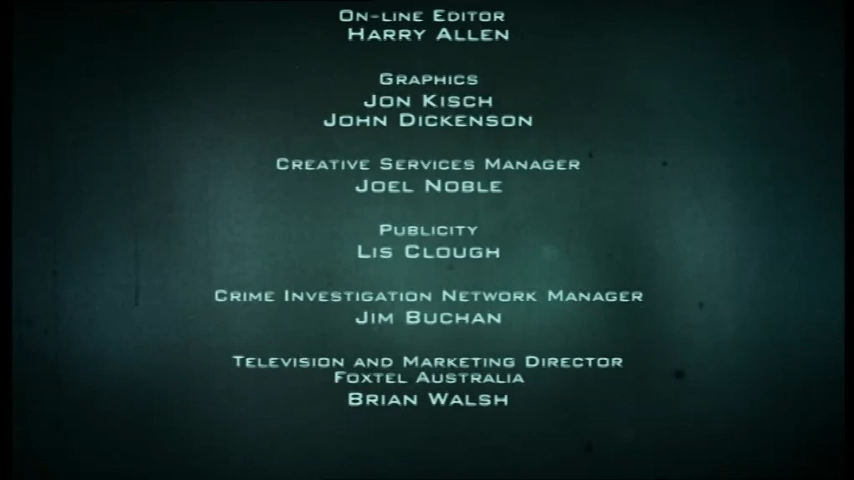 On-line Editor
Harry Allen
Graphics
Jon Kisch
John Dickenson
Creative Services Manager
Joel Noble
Publicity
Lis Clough
Crime Investigation Network Manager
Jim Buchan
Television and Marketing Director
Foxtel Australia
Brian Walsh